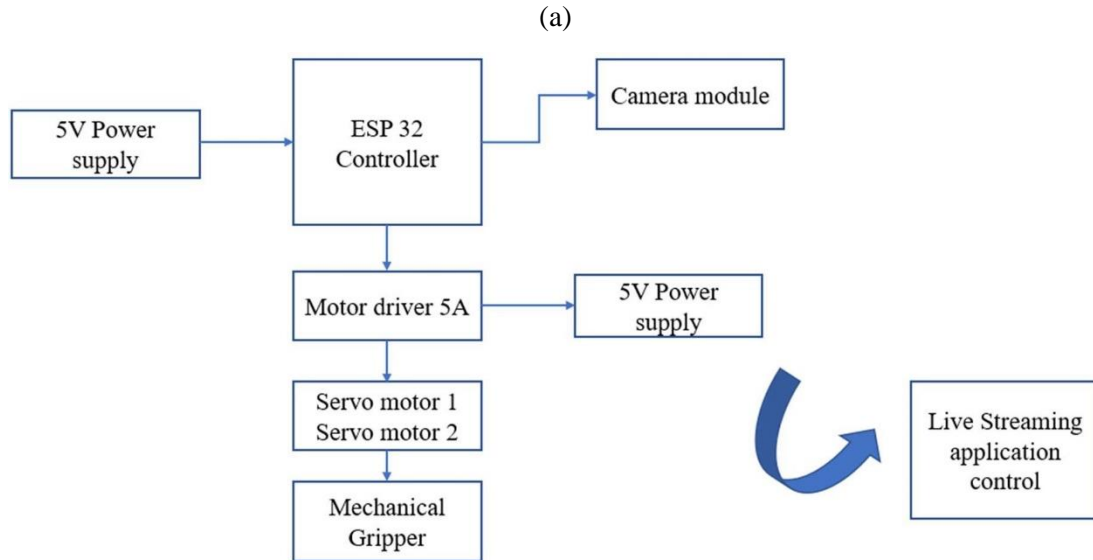 (a)
5V Power
supply
ESP 32
Controller
Camera module
Motor driver 5A
5V Power
supply
Servo motor 1
Servo motor 2
Mechanical
Gripper
Live Streaming
application
control